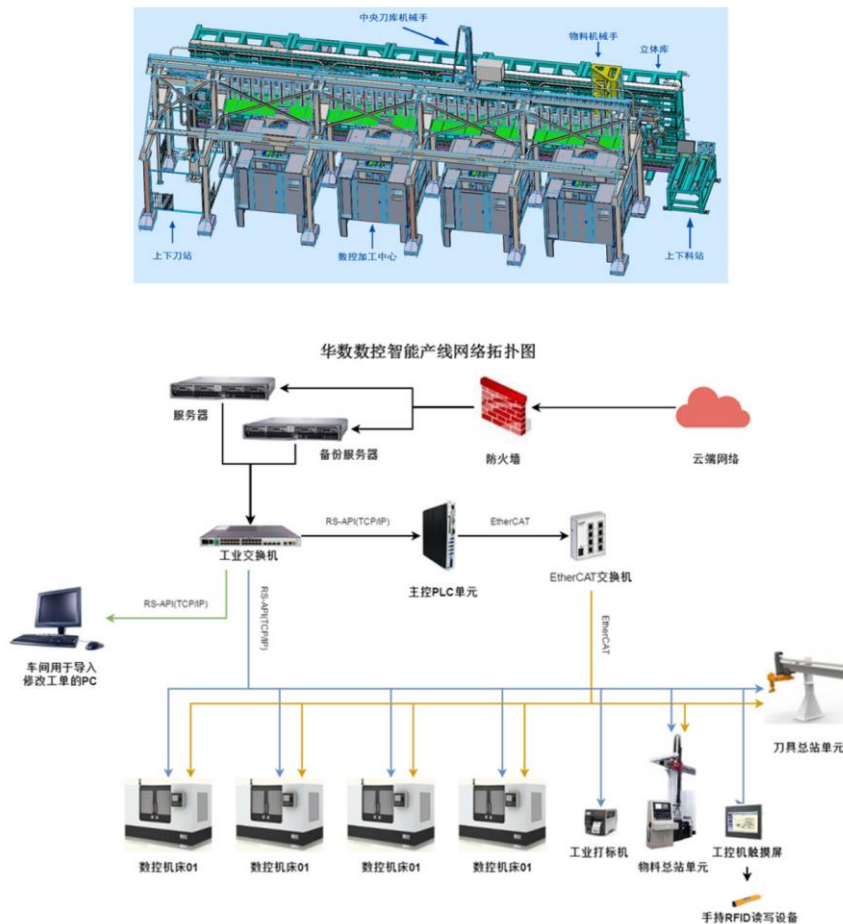 中央刀库机械手
物料机械手
立体库
上下刀站
数控加工中心
上下料站
华数数控智能产线网络拓扑图
服务器
备份服务器
防火墙
云端网络
RS-API(TCP/IP)
EtherCAT
工业交换机
主控PLC单元
EtherCAT交换机
RS-API(TCP/IP)
RS-API(TCP/IP)
EtherCAT
车间用于导入
修改工单的PC
刀具总站单元
数控机床01
数控机床01
数控机床01
数控机床01
工业打标机
物料总站单元
工控机触摸屏
手持RFID读写设备